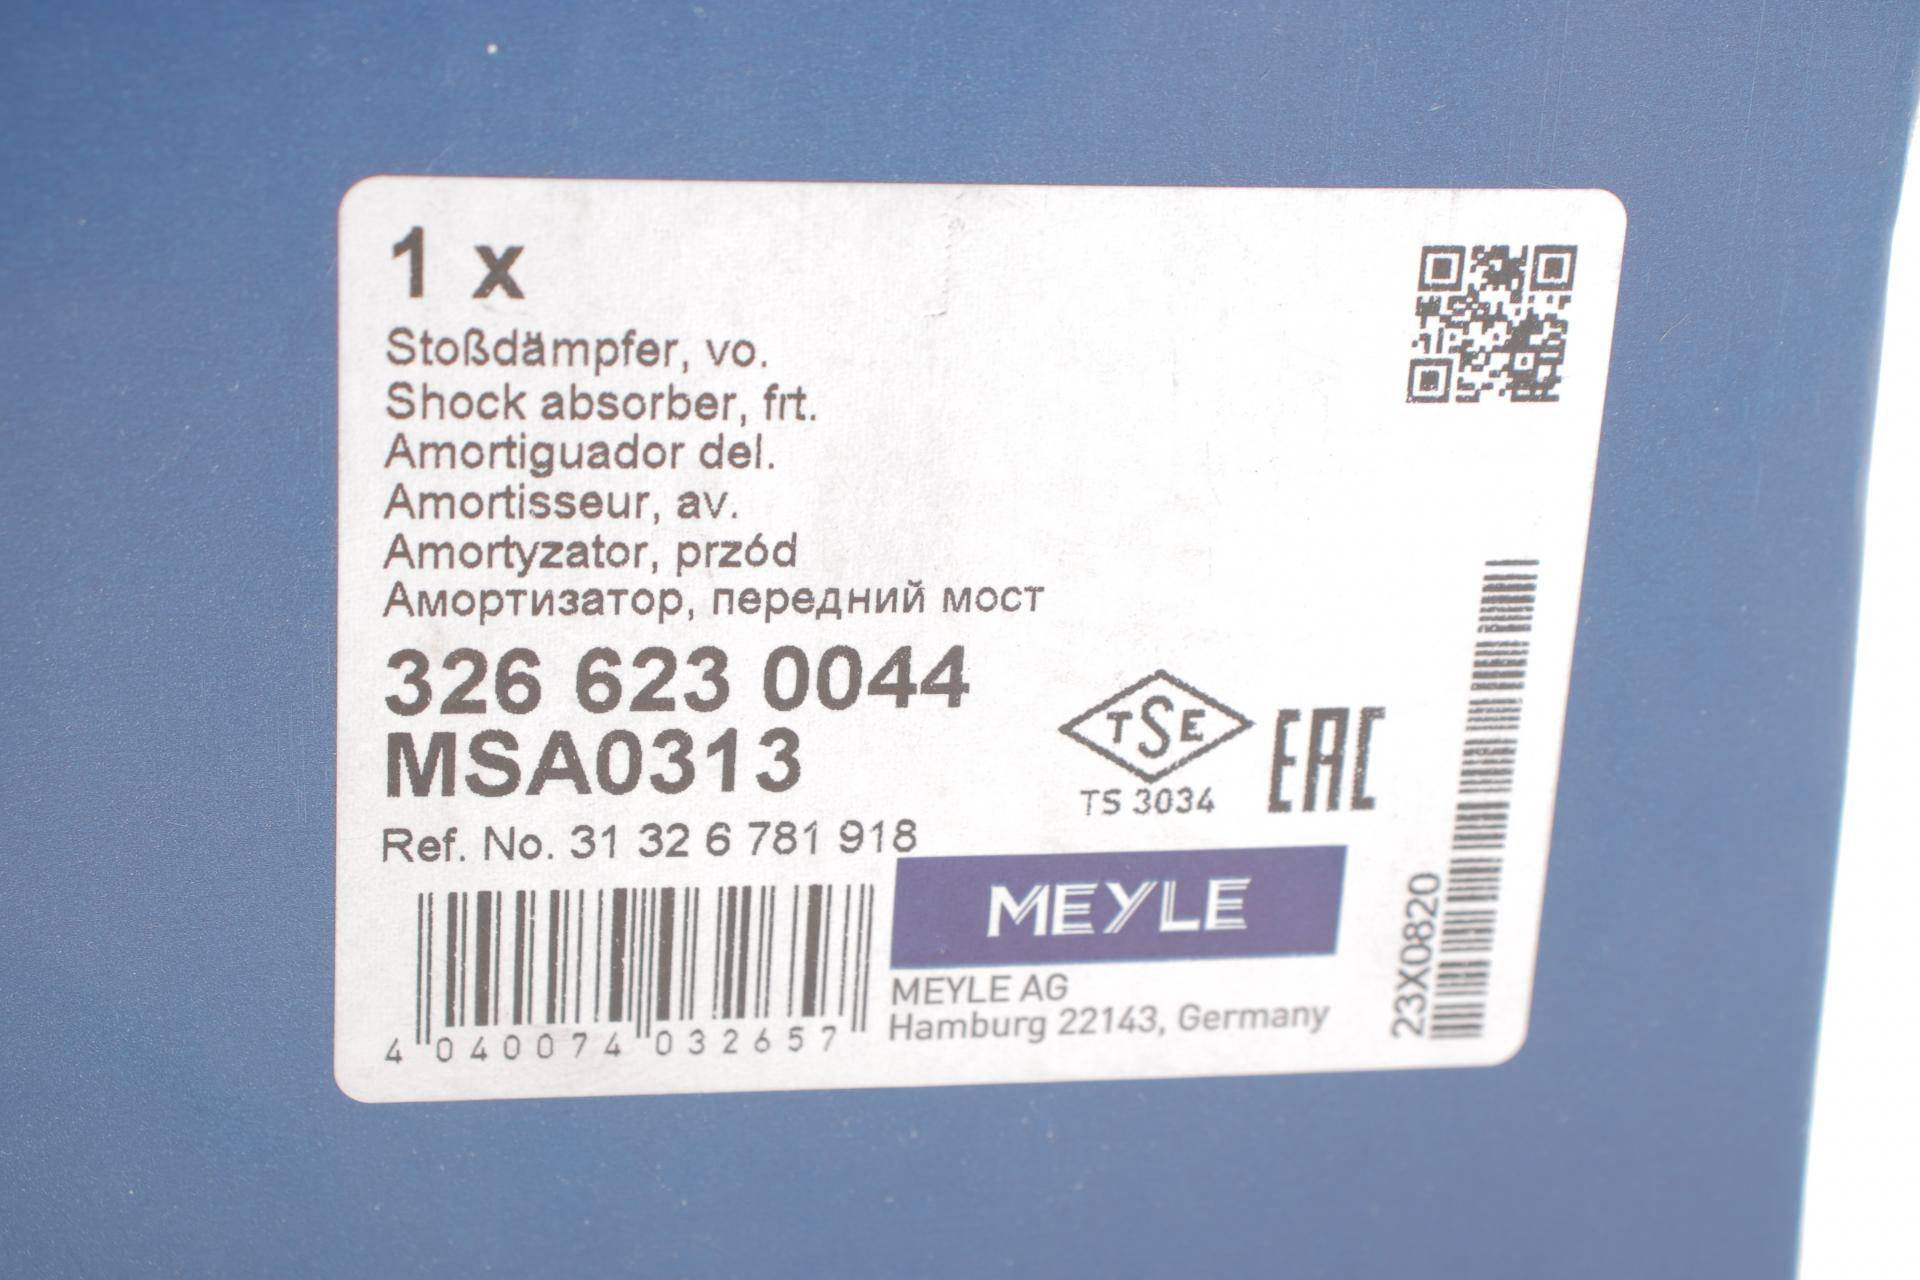 1 x
Stoßdämpfer, vo.
Shock absorber, frt.
Amortiguador del.
Amortisseur, av.
Amortyzator, przód
Амортизатор, передний мост
326 623 0044
MSA0313
Ref. No. 31 32 6 781 918
4 040074 032657
TSE
TS 3034
EAC
MEYLE
MEYLE AG
Hamburg 22143, Germany
23X0820